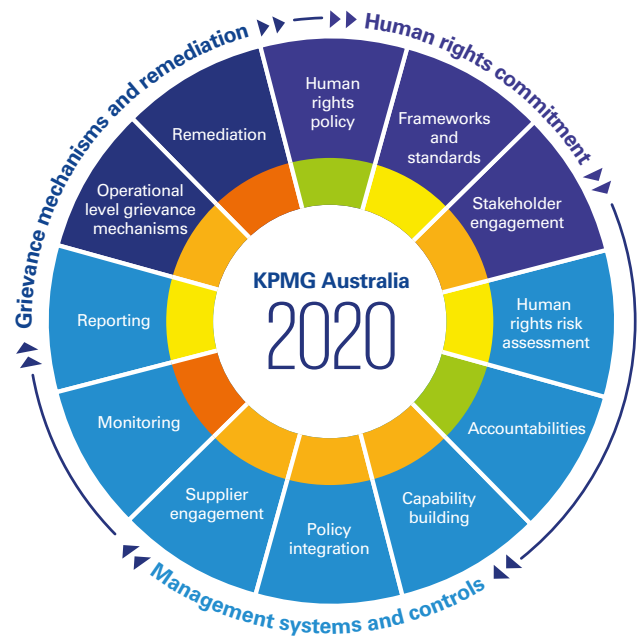 Human rights commitment
Human
rights
policy
Frameworks
and
standards
Stakeholder
engagement
Human
rights risk
assessment
Accountabilities
Capability
building
Policy
integration
Supplier
engagement
Monitoring
Reporting
Operational
level grievance
mechanisms
Remediation
Management systems and controls
Grievance mechanisms and remediation
KPMG Australia
2020